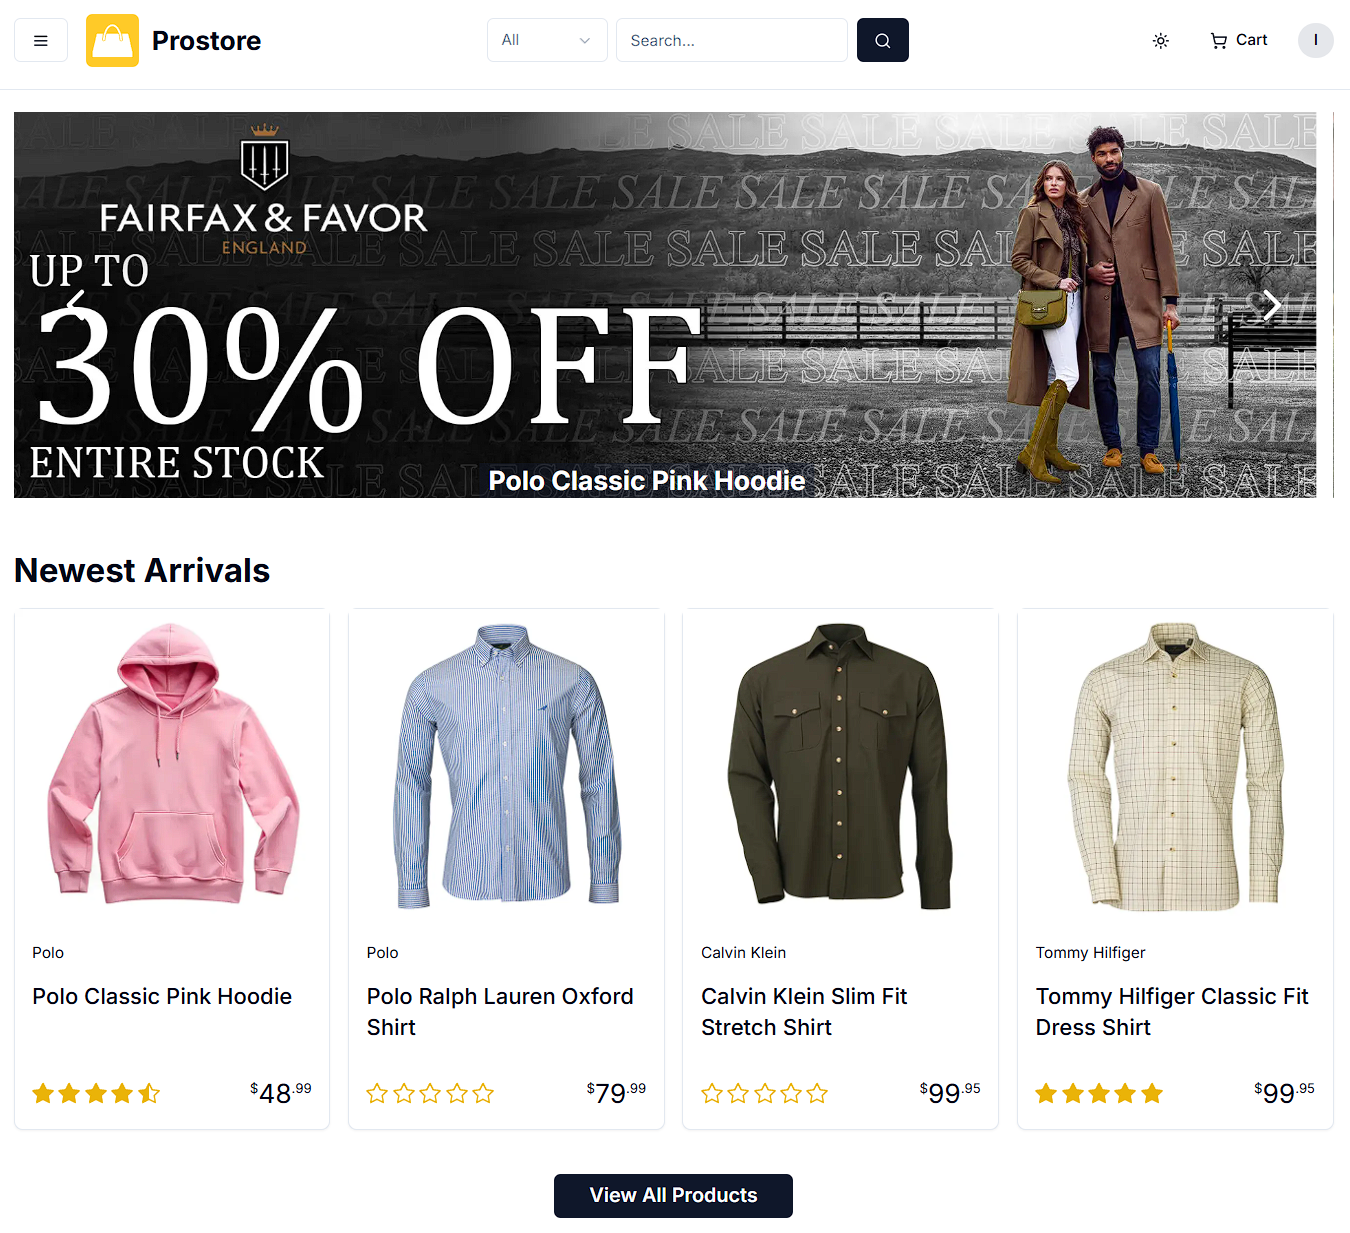 Prostore
All
Search...
Cart
I
FAIRFAX & FAVOR
ENGLAND
UP TO
30% OFF
ENTIRE STOCK
SALE SALE SALE SALE SALE SALE
Polo Classic Pink Hoodie
Newest Arrivals
Polo
Polo Classic Pink Hoodie
$48.99
Polo
Polo Ralph Lauren Oxford
Shirt
$79.99
Calvin Klein
Calvin Klein Slim Fit
Stretch Shirt
$99.95
Tommy Hilfiger
Tommy Hilfiger Classic Fit
Dress Shirt
$99.95
View All Products